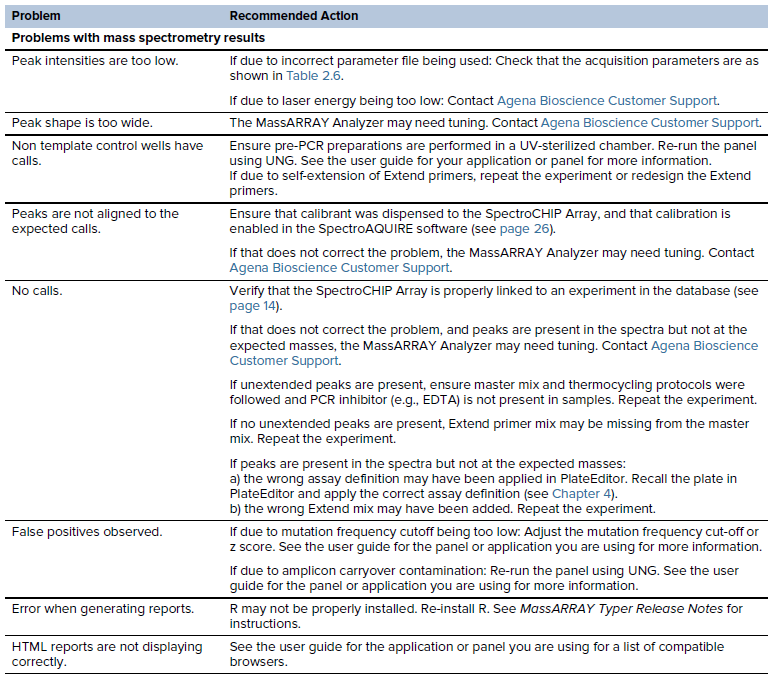 Problem Recommended Action
Problems with mass spectrometry results
Peak intensities are too low. If due to incorrect parameter file being used: Check that the acquisition parameters are as
shown in Table 2.6.
If due to laser energy being too low: Contact Agena Bioscience Customer Support.
Peak shape is too wide. The MassARRAY Analyzer may need tuning. Contact Agena Bioscience Customer Support.
Non template control wells have
calls.
Ensure pre-PCR preparations are performed in a UV-sterilized chamber. Re-run the panel
using UNG. See the user guide for your application or panel for more information.
If due to self-extension of Extend primers, repeat the experiment or redesign the Extend
primers.
Peaks are not aligned to the
expected calls.
Ensure that calibrant was dispensed to the SpectroCHIP Array, and that calibration is
enabled in the SpectroAQUIRE software (see page 26).
If that does not correct the problem, the MassARRAY Analyzer may need tuning. Contact
Agena Bioscience Customer Support.
No calls. Verify that the SpectroCHIP Array is properly linked to an experiment in the database (see
page 14).
If that does not correct the problem, and peaks are present in the spectra but not at the
expected masses, the MassARRAY Analyzer may need tuning. Contact Agena Bioscience
Customer Support.
If unextended peaks are present, ensure master mix and thermocycling protocols were
followed and PCR inhibitor (e.g., EDTA) is not present in samples. Repeat the experiment.
If no unextended peaks are present, Extend primer mix may be missing from the master
mix. Repeat the experiment.
If peaks are present in the spectra but not at the expected masses:
a) the wrong assay definition may have been applied in PlateEditor. Recall the plate in
PlateEditor and apply the correct assay definition (see Chapter 4).
b) the wrong Extend mix may have been added. Repeat the experiment.
False positives observed. If due to mutation frequency cutoff being too low: Adjust the mutation frequency cut-off or
z score. See the user guide for the panel or application you are using for more information.
If due to amplicon carryover contamination: Re-run the panel using UNG. See the user
guide for the panel or application you are using for more information.
Error when generating reports. R may not be properly installed. Re-install R. See MassARRAY Typer Release Notes for
instructions.
HTML reports are not displaying
correctly.
See the user guide for the application or panel you are using for a list of compatible
browsers.